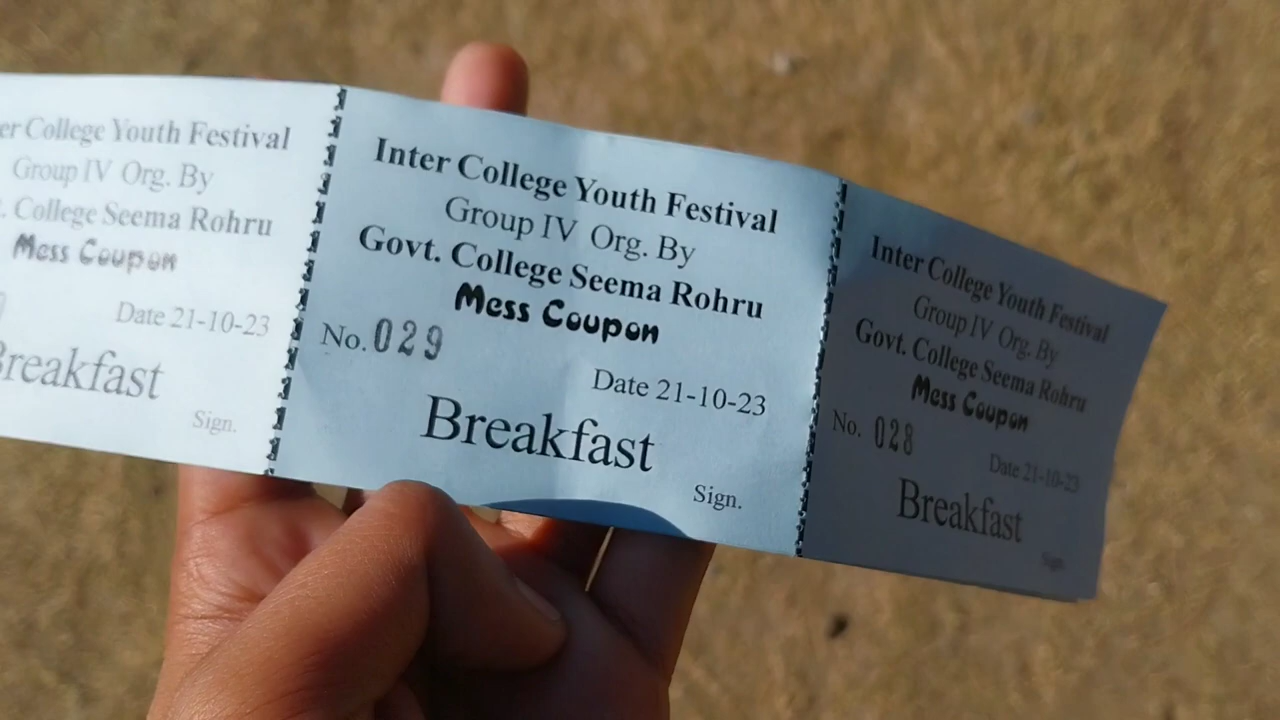 er College Youth Festival
Group IV Org. By
. College Seema Rohru
Mess Coupon
Date 21-10-23
Breakfast
Sign.
Inter College Youth Festival
Group IV Org. By
Govt. College Seema Rohru
Mess Coupon
No. 029
Date 21-10-23
Breakfast
Sign.
Inter College Youth Festival
Group IV Org. By
Govt. College Seema Rohru
Mess Coupon
No. 028
Date 21-10-23
Breakfast
Sign.